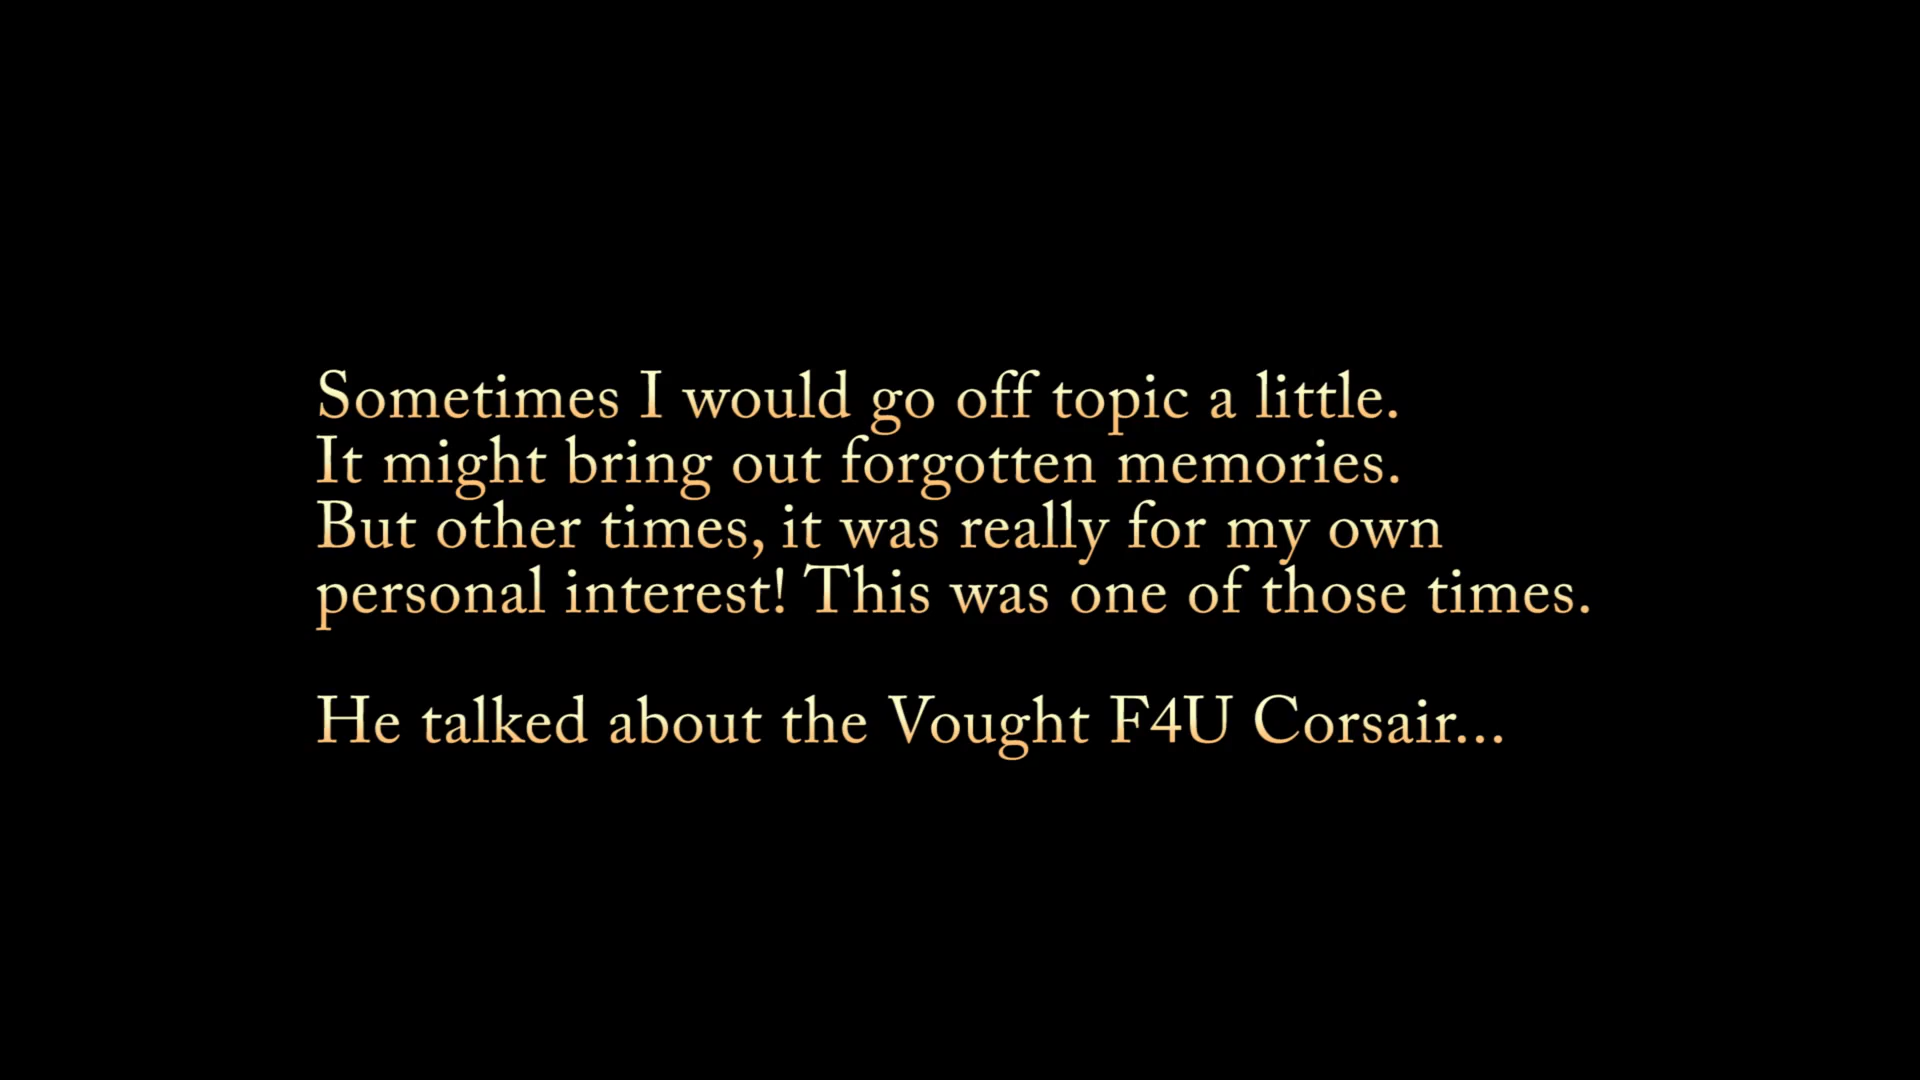 Sometimes I would go off topic a little.
It might bring out forgotten memories.
But other times, it was really for my own
personal interest! This was one of those times.
He talked about the Vought F4U Corsair...